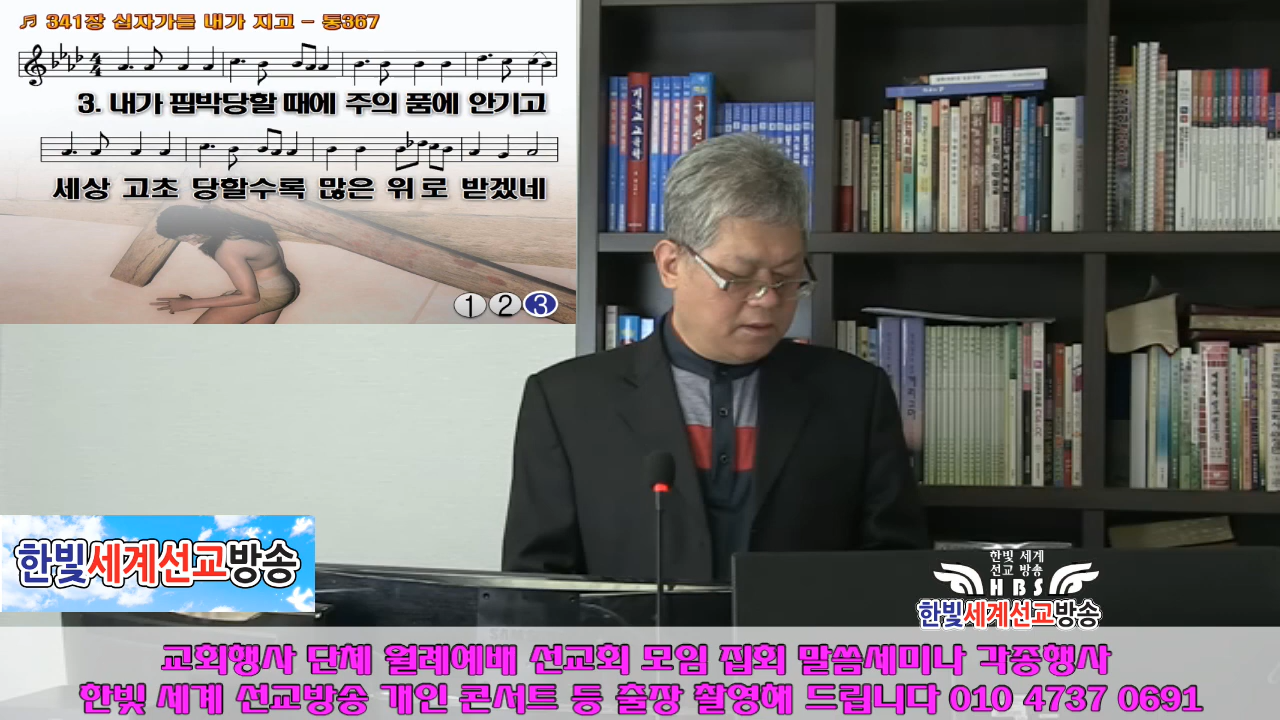 ♬ 341장 십자가를 내가 지고 - 통367
3. 내가 핍박당할 때에 주의 품에 안기고
세상 고초 당할수록 많은 위로 받겠네
1 2 3
한빛세계선교방송
한빛 세계
선교 방송
HBS
한빛세계선교방송
교회행사 단체 월례예배 선교회 모임 집회 말씀세미나 각종행사
한빛 세계 선교방송 개인 콘서트 등 출장 촬영해 드립니다 010 4737 0691